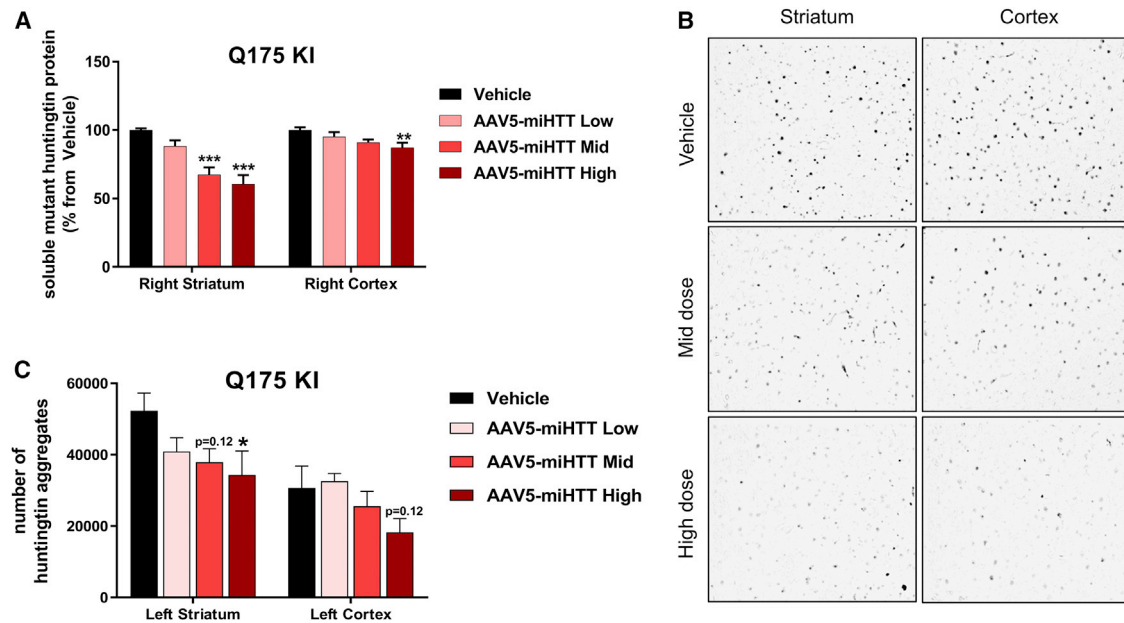 A
Q175 KI
soluble mutant huntingtin protein
(% from Vehicle)
150
100
50
0
***
***
**
Right Striatum
Right Cortex
Vehicle
AAV5-miHTT Low
AAV5-miHTT Mid
AAV5-miHTT High
B
Striatum
Cortex
Vehicle
Mid dose
High dose
C
Q175 KI
number of
huntingtin aggregates
60000
40000
20000
0
p=0.12
*
p=0.12
Left Striatum
Left Cortex
Vehicle
AAV5-miHTT Low
AAV5-miHTT Mid
AAV5-miHTT High